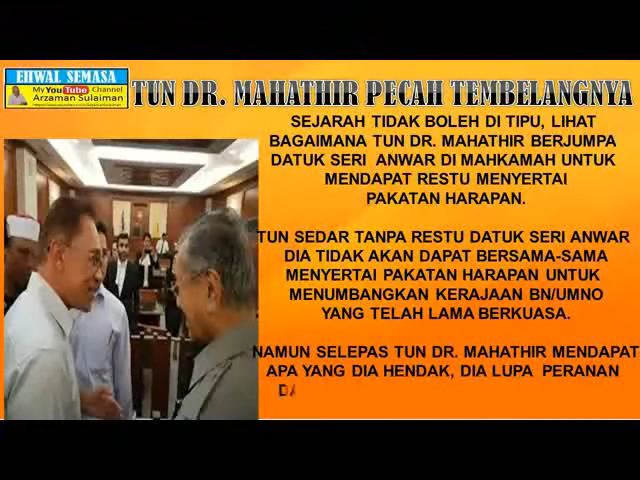 EHWAL SEMASA
My YouTube Channel
Arzaman Sulaiman
TUN DR. MAHATHIR PECAH TEMBELANGNYA
SEJARAH TIDAK BOLEH DI TIPU, LIHAT
BAGAIMANA TUN DR. MAHATHIR BERJUMPA
DATUK SERI ANWAR DI MAHKAMAH UNTUK
MENDAPAT RESTU MENYERTAI
PAKATAN HARAPAN.
TUN SEDAR TANPA RESTU DATUK SERI ANWAR
DIA TIDAK AKAN DAPAT BERSAMA-SAMA
MENYERTAI PAKATAN HARAPAN UNTUK
MENUMBANGKAN KERAJAAN BN/UMNO
YANG TELAH LAMA BERKUASA.
NAMUN SELEPAS TUN DR. MAHATHIR MENDAPAT
APA YANG DIA HENDAK, DIA LUPA PERANAN